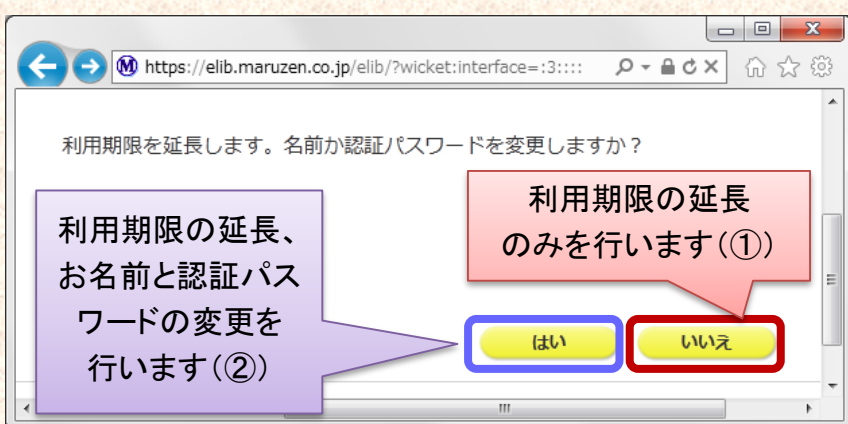 https://elib.maruzen.co.jp/elib/?wicket:interface=:3::::
利用期限を延長します。名前か認証パスワードを変更しますか？
利用期限の延長
のみを行います（①）
利用期限の延長、
お名前と認証パス
ワードの変更を
行います（②）
はい
いいえ